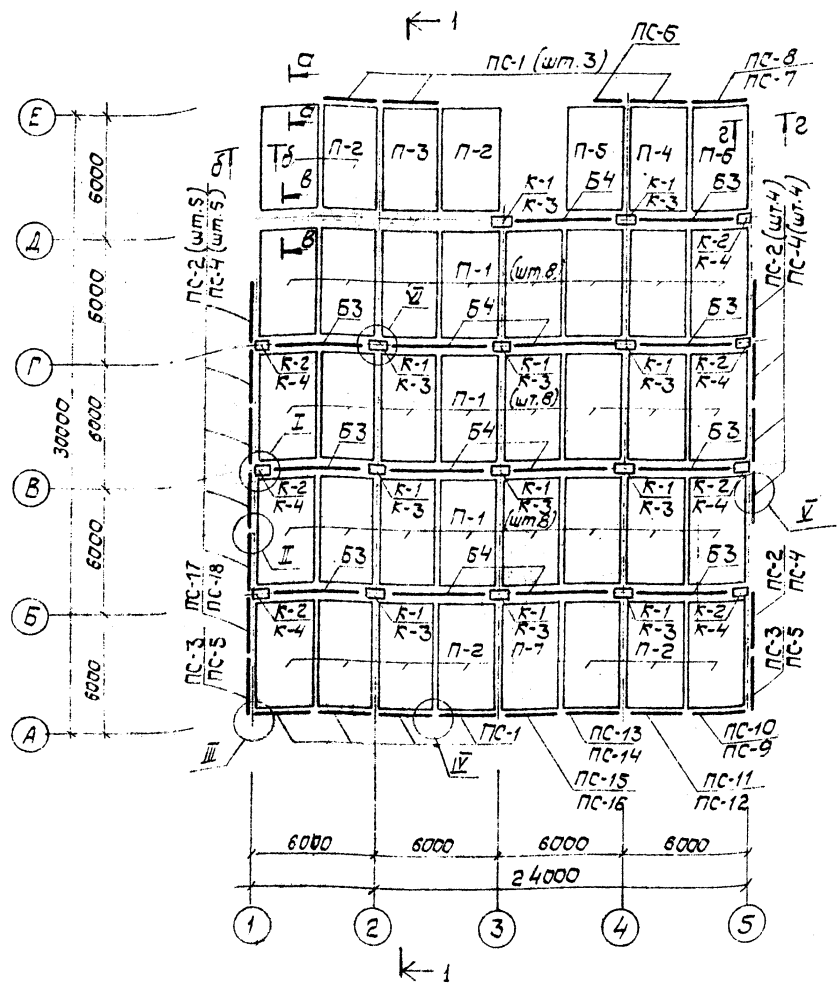 1
ПС-6
ПС-1 (шт.3)
ПС-8
ПС-7
а
Е
а
П-2
П-3
П-2
П-5
П-4
П-6
г
г
б
б
в
К-1
К-3
Б4
К-1
К-3
Б3
6000
Д
в
ПС-2 (шт.5)
ПС-4 (шт.5)
П-1 (шт.8)
К-2
К-4
ПС-2 (шт.4)
ПС-4 (шт.4)
6000
Б3
VI
Б4
Б3
Г
К-2
К-4
К-1
К-3
К-1
К-3
К-1
К-3
К-2
К-4
30000
6000
I
П-1 (шт.8)
Б3
Б4
Б3
В
К-2
К-4
К-1
К-3
К-1
К-3
К-1
К-3
К-2
К-4
V
6000
II
П-1 (шт.8)
Б3
Б4
Б3
ПС-17
ПС-18
ПС-2
ПС-4
Б
К-2
К-4
К-1
К-3
К-1
К-3
К-1
К-3
К-2
К-4
6000
ПС-3
ПС-5
П-2
П-7
П-2
ПС-3
ПС-5
А
III
IV
ПС-1
ПС-13
ПС-14
ПС-10
ПС-9
ПС-15
ПС-16
ПС-11
ПС-12
6000
6000
6000
6000
24000
1
2
3
4
5
1